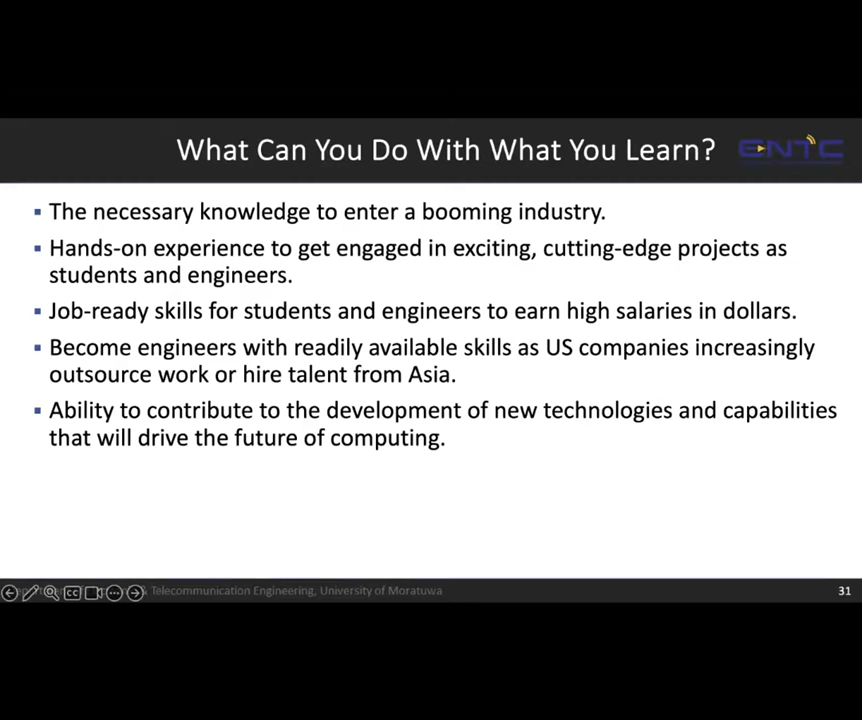 What Can You Do With What You Learn?
ENTC
▪ The necessary knowledge to enter a booming industry.
▪ Hands-on experience to get engaged in exciting, cutting-edge projects as
students and engineers.
▪ Job-ready skills for students and engineers to earn high salaries in dollars.
▪ Become engineers with readily available skills as US companies increasingly
outsource work or hire talent from Asia.
▪ Ability to contribute to the development of new technologies and capabilities
that will drive the future of computing.
& Telecommunication Engineering, University of Moratuwa
31